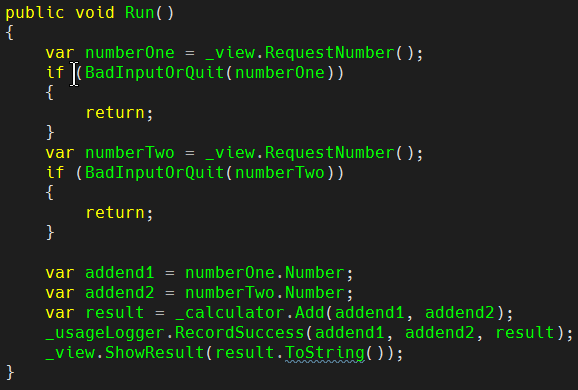 public void Run()
{
    var numberOne = _view.RequestNumber();
    if (BadInputOrQuit(numberOne))
    {
        return;
    }
    var numberTwo = _view.RequestNumber();
    if (BadInputOrQuit(numberTwo))
    {
        return;
    }

    var addend1 = numberOne.Number;
    var addend2 = numberTwo.Number;
    var result = _calculator.Add(addend1, addend2);
    _usageLogger.RecordSuccess(addend1, addend2, result);
    _view.ShowResult(result.ToString());
}